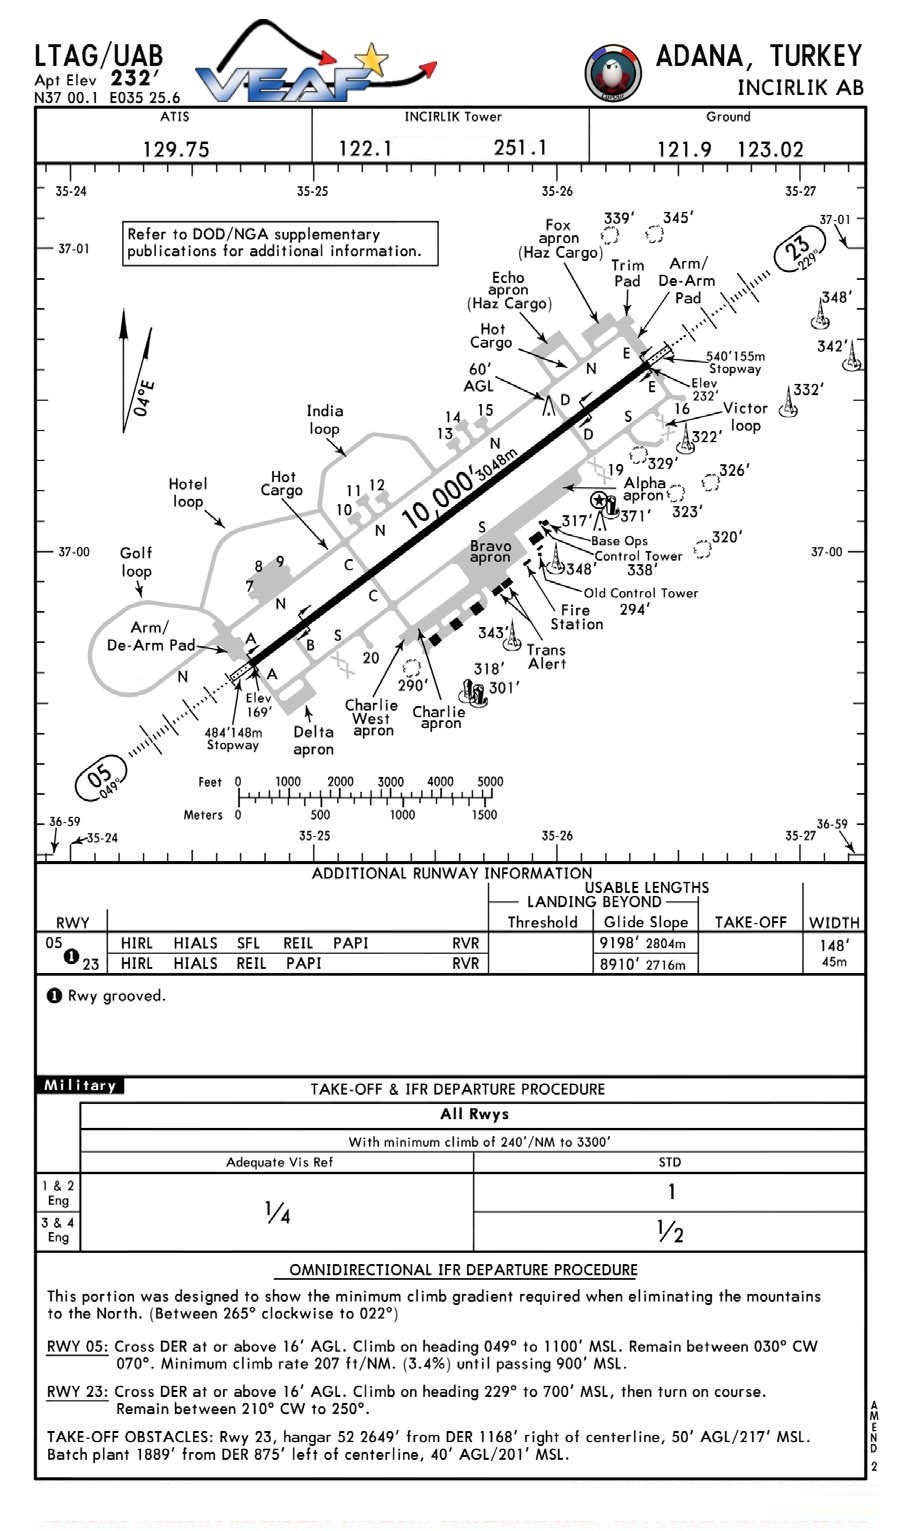 LTAG/UAB
Apt Elev 232'
N37 00.1 E035 25.6
VEAF
ADANA, TURKEY
INCIRLIK AB
ATIS
129.75
INCIRLIK Tower
122.1 251.1
Ground
121.9 123.02
35-24
35-25
35-26
35-27
37-01
37-01
Refer to DOD/NGA supplementary
publications for additional information.
Fox
apron
(Haz Cargo)
339'
345'
23
229°
Trim
Pad
Arm/
De-Arm
Pad
Echo
apron
(Haz Cargo)
348'
Hot
Cargo
342'
04°E
60'
AGL
E
N
540'155m
Stopway
Elev
232'
E
332'
India
loop
D
D
14
15
13
N
S
16
Victor
loop
322'
10,000' 3048m
329'
326'
Hotel
loop
Hot
Cargo
11
12
10
N
19
Alpha
apron
323'
317'
371'
S
Base Ops
Control Tower
338'
320'
37-00
37-00
Golf
loop
8
9
7
C
C
Bravo
apron
348'
Old Control Tower
294'
N
Fire
Station
Arm/
De-Arm Pad
A
B
S
20
343'
Trans
Alert
N
A
290'
318'
301'
Elev
169'
484'148m
Stopway
Delta
apron
Charlie
West
apron
Charlie
apron
05
049°
Feet 0 1000 2000 3000 4000 5000
Meters 0 500 1000 1500
36-59
35-24
35-25
35-26
35-27
36-59
ADDITIONAL RUNWAY INFORMATION
USABLE LENGTHS
LANDING BEYOND
RWY Threshold Glide Slope TAKE-OFF WIDTH
05 HIRL HIALS SFL REIL PAPI RVR 9198' 2804m 148'
1 23 HIRL HIALS REIL PAPI RVR 8910' 2716m 45m
1 Rwy grooved.
Military
TAKE-OFF & IFR DEPARTURE PROCEDURE
All Rwys
With minimum climb of 240'/NM to 3300'
Adequate Vis Ref STD
1 & 2
Eng
1/4
1
3 & 4
Eng
1/2
OMNIDIRECTIONAL IFR DEPARTURE PROCEDURE
This portion was designed to show the minimum climb gradient required when eliminating the mountains
to the North. (Between 265° clockwise to 022°)
RWY 05: Cross DER at or above 16' AGL. Climb on heading 049° to 1100' MSL. Remain between 030° CW
070°. Minimum climb rate 207 ft/NM. (3.4%) until passing 900' MSL.
RWY 23: Cross DER at or above 16' AGL. Climb on heading 229° to 700' MSL, then turn on course.
Remain between 210° CW to 250°.
TAKE-OFF OBSTACLES: Rwy 23, hangar 52 2649' from DER 1168' right of centerline, 50' AGL/217' MSL.
Batch plant 1889' from DER 875' left of centerline, 40' AGL/201' MSL.
AMEND 2